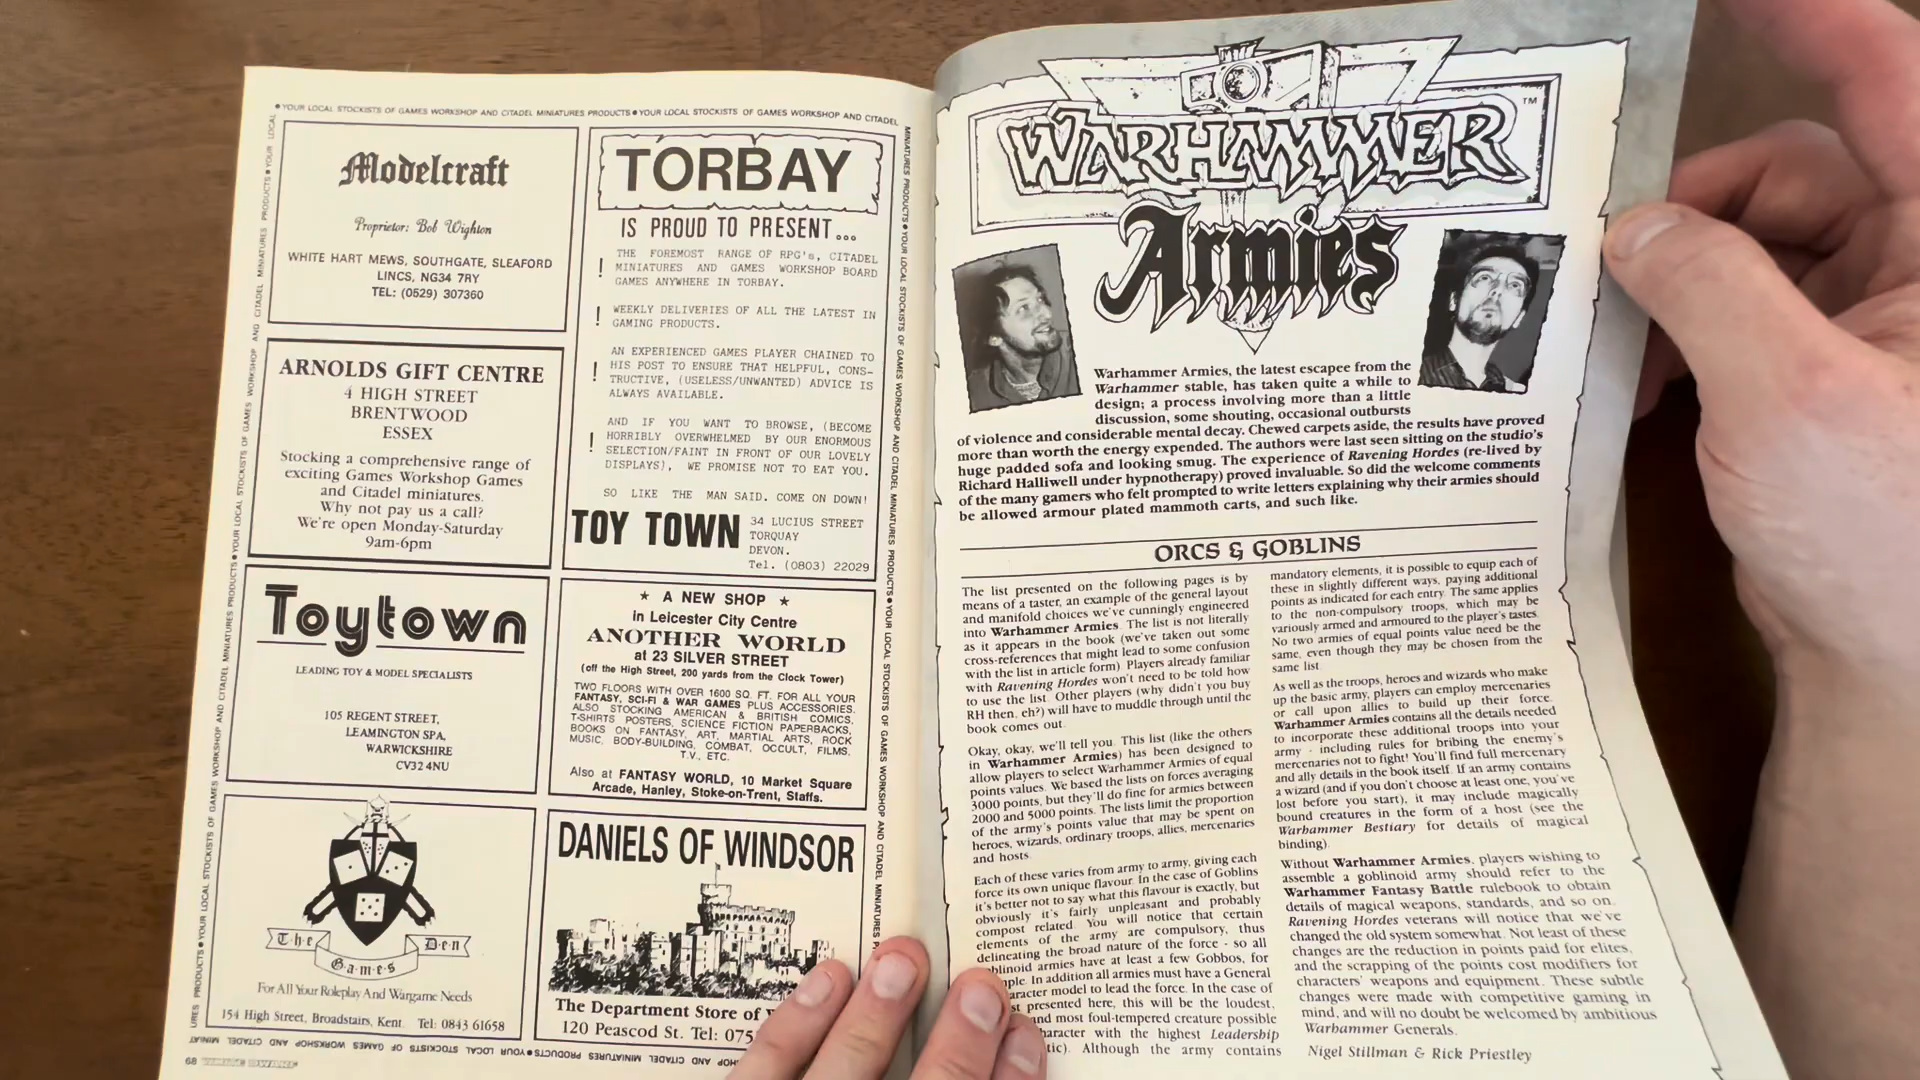 YOUR LOCAL STOCKISTS OF GAMES WORKSHOP AND CITADEL MINIATURES PRODUCTS ● YOUR LOCAL STOCKISTS OF GAMES WORKSHOP AND CITADEL
Modelcraft
Proprietor: Bob Wighton
WHITE HART MEWS, SOUTHGATE, SLEAFORD
LINCS, NG34 7RY
TEL: (0529) 307360
ARNOLDS GIFT CENTRE
4 HIGH STREET
BRENTWOOD
ESSEX
Stocking a comprehensive range of
exciting Games Workshop Games
and Citadel miniatures.
Why not pay us a call?
We're open Monday-Saturday
9am-6pm
Toytown
LEADING TOY & MODEL SPECIALISTS
105 REGENT STREET,
LEAMINGTON SPA,
WARWICKSHIRE
CV32 4NU
The Den
Games
For All Your Roleplay And Wargame Needs
154 High Street, Broadstairs, Kent. Tel: 0843 61658
TORBAY
IS PROUD TO PRESENT...
! THE FOREMOST RANGE OF RPG's, CITADEL
MINIATURES AND GAMES WORKSHOP BOARD
GAMES ANYWHERE IN TORBAY.
! WEEKLY DELIVERIES OF ALL THE LATEST IN
GAMING PRODUCTS.
! AN EXPERIENCED GAMES PLAYER CHAINED TO
HIS POST TO ENSURE THAT HELPFUL, CONS-
TRUCTIVE, (USELESS/UNWANTED) ADVICE IS
ALWAYS AVAILABLE.
! AND IF YOU WANT TO BROWSE, (BECOME
HORRIBLY OVERWHELMED BY OUR ENORMOUS
SELECTION/FAINT IN FRONT OF OUR LOVELY
DISPLAYS), WE PROMISE NOT TO EAT YOU.
SO LIKE THE MAN SAID. COME ON DOWN!
TOY TOWN
34 LUCIUS STREET
TORQUAY
DEVON.
Tel. (0803) 22029
★ A NEW SHOP ★
in Leicester City Centre
ANOTHER WORLD
at 23 SILVER STREET
(off the High Street, 200 yards from the Clock Tower)
TWO FLOORS WITH OVER 1600 SQ. FT. FOR ALL YOUR
FANTASY, SCI-FI & WAR GAMES PLUS ACCESSORIES.
ALSO STOCKING AMERICAN & BRITISH COMICS,
T-SHIRTS POSTERS, SCIENCE FICTION PAPERBACKS,
BOOKS ON FANTASY, ART, MARTIAL ARTS, ROCK
MUSIC, BODY-BUILDING, COMBAT, OCCULT, FILMS,
T.V., ETC.
Also at FANTASY WORLD, 10 Market Square
Arcade, Hanley, Stoke-on-Trent, Staffs.
DANIELS OF WINDSOR
The Department Store of
120 Peascod St. Tel: 075
MINIATURES PRODUCTS ● YOUR LOCAL STOCKISTS OF GAMES WORKSHOP AND CITADEL MINIATURES PRODUCTS ● YOUR LOCAL STOCKISTS OF GAMES WORKSHOP AND CITADEL MINIATURES
68
WARHAMMER™
Armies
Warhammer Armies, the latest escapee from the
Warhammer stable, has taken quite a while to
design; a process involving more than a little
discussion, some shouting, occasional outbursts
of violence and considerable mental decay. Chewed carpets aside, the results have proved
more than worth the energy expended. The authors were last seen sitting on the studio's
huge padded sofa and looking smug. The experience of Ravening Hordes (re-lived by
Richard Halliwell under hypnotherapy) proved invaluable. So did the welcome comments
of the many gamers who felt prompted to write letters explaining why their armies should
be allowed armour plated mammoth carts, and such like.
ORCS & GOBLINS
The list presented on the following pages is by
means of a taster, an example of the general layout
and manifold choices we've cunningly engineered
into Warhammer Armies. The list is not literally
as it appears in the book (we've taken out some
cross-references that might lead to some confusion
with the list in article form). Players already familiar
with Ravening Hordes won't need to be told how
to use the list. Other players (why didn't you buy
RH then, eh?) will have to muddle through until the
book comes out.
Okay, okay, we'll tell you. This list (like the others
in Warhammer Armies) has been designed to
allow players to select Warhammer Armies of equal
points values. We based the lists on forces averaging
3000 points, but they'll do fine for armies between
2000 and 5000 points. The lists limit the proportion
of the army's points value that may be spent on
heroes, wizards, ordinary troops, allies, mercenaries
and hosts.
Each of these varies from army to army, giving each
force its own unique flavour. In the case of Goblins
it's better not to say what this flavour is exactly, but
obviously it's fairly unpleasant and probably
compost related. You will notice that certain
elements of the army are compulsory, thus
delineating the broad nature of the force - so all
goblinoid armies have at least a few Gobbos, for
In addition all armies must have a General
character model to lead the force. In the case of
presented here, this will be the loudest,
and most foul-tempered creature possible
character with the highest Leadership
Although the army contains
mandatory elements, it is possible to equip each of
these in slightly different ways, paying additional
points as indicated for each entry. The same applies
to the non-compulsory troops, which may be
variously armed and armoured to the player's tastes.
No two armies of equal points value need be the
same, even though they may be chosen from the
same list.
As well as the troops, heroes and wizards who make
up the basic army, players can employ mercenaries
or call upon allies to build up their force.
Warhammer Armies contains all the details needed
to incorporate these additional troops into your
army - including rules for bribing the enemy's
mercenaries not to fight! You'll find full mercenary
and ally details in the book itself. If an army contains
a wizard (and if you don't choose at least one, you've
lost before you start), it may include magically
bound creatures in the form of a host (see the
Warhammer Bestiary for details of magical
binding).
Without Warhammer Armies, players wishing to
assemble a goblinoid army should refer to the
Warhammer Fantasy Battle rulebook to obtain
details of magical weapons, standards, and so on.
Ravening Hordes veterans will notice that we've
changed the old system somewhat. Not least of these
changes are the reduction in points paid for elites,
and the scrapping of the points cost modifiers for
characters' weapons and equipment. These subtle
changes were made with competitive gaming in
mind, and will no doubt be welcomed by ambitious
Warhammer Generals.
Nigel Stillman & Rick Priestley